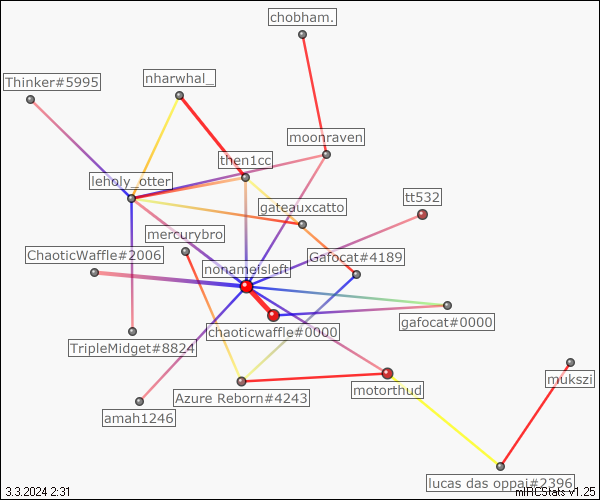 chobham.
Thinker#5995
nharwhal_
moonraven
then1cc
leholy_otter
tt532
gateauxcatto
mercurybro
ChaoticWaffle#2006
Gafocat#4189
nonameisleft
gafocat#0000
chaoticwaffle#0000
TripleMidget#8824
mukszi
motorthud
Azure Reborn#4243
amah1246
lucas das oppai#2396
3.3.2024 2:31
mIRCStats v1.25